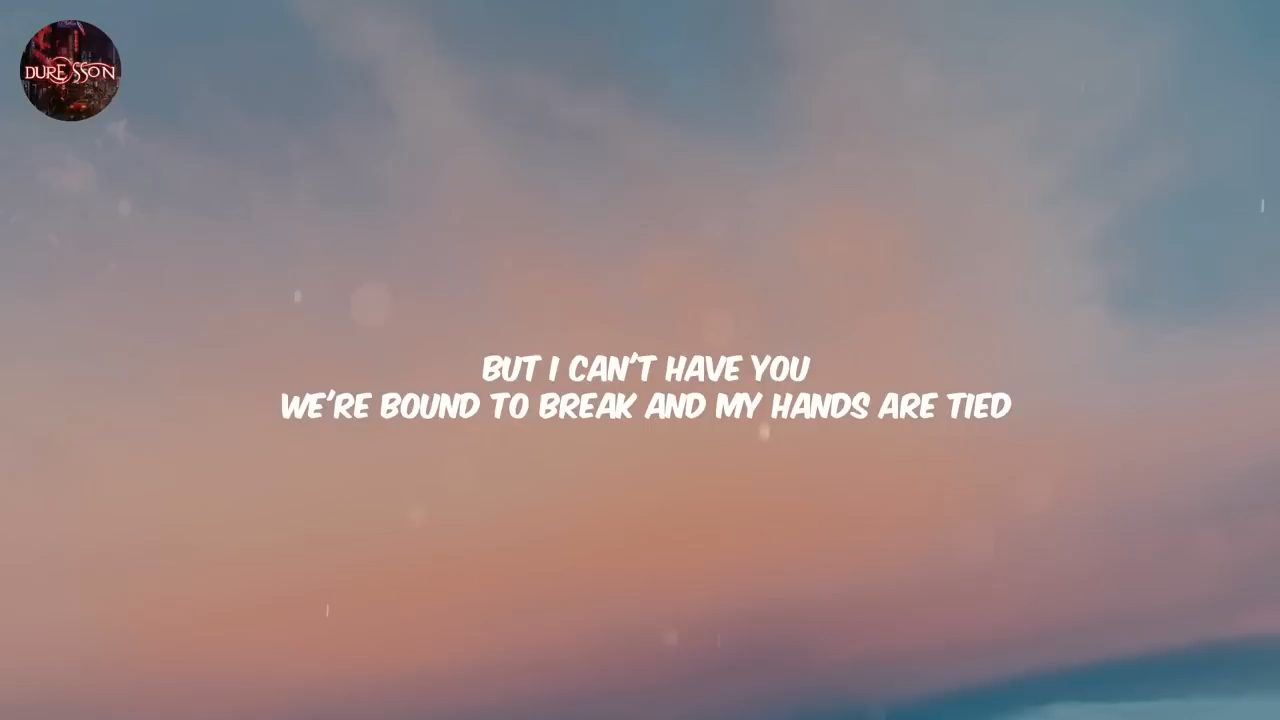 DURESSON
BUT I CAN'T HAVE YOU
WE'RE BOUND TO BREAK AND MY HANDS ARE TIED